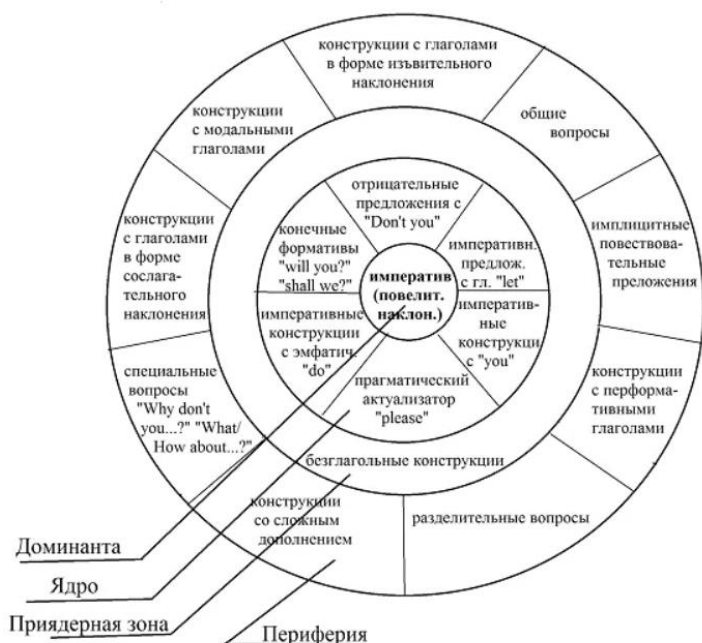 конструкции с глаголами
в форме изъвительного
наклонения
общие
вопросы
имплицитные
повествова-
тельные
преложения
конструкции
с перформа-
тивными
глаголами
разделительные вопросы
конструкции
со сложным
дополнением
специальные
вопросы
"Why don't
you...?" "What/
How about...?"
конструкции
с глаголами
в форме
сослага-
тельного
наклонения
конструкции
с модальными
глаголами
безглагольные конструкции
отрицательные
предложения с
"Don't you"
императивн.
предлож.
с гл. "let"
императив-
ные
конструкци
с "you"
прагматический
актуализатор
"please"
императивные
конструкции
с эмфатич.
"do"
конечные
формативы
"will you?"
"shall we?"
императив
(повелит.
наклон.)
Доминанта
Ядро
Приядерная зона
Периферия